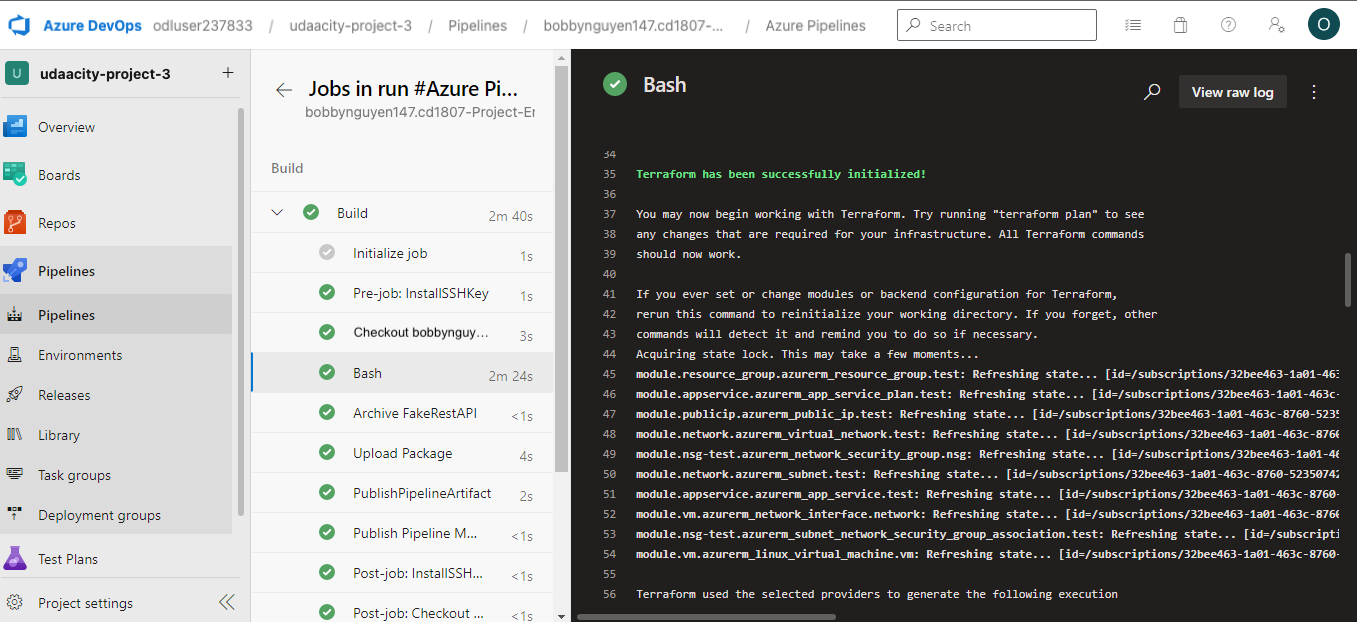 Azure DevOps odluser237833 / udaacity-project-3 / Pipelines / bobbynguyen147.cd1807-... / Azure Pipelines Search O
U udaacity-project-3 +
Overview
Boards
Repos
Pipelines
Pipelines
Environments
Releases
Library
Task groups
Deployment groups
Test Plans
Project settings
Jobs in run #Azure Pi...
bobbynguyen147.cd1807-Project-Er
Build
Build 2m 40s
Initialize job 1s
Pre-job: InstallSSHKey 1s
Checkout bobbynguy... 3s
Bash 2m 24s
Archive FakeRestAPI <1s
Upload Package 4s
PublishPipelineArtifact 2s
Publish Pipeline M... <1s
Post-job: InstallSSH... <1s
Post-job: Checkout ... <1s
Bash
View raw log
34
35 Terraform has been successfully initialized!
36
37 You may now begin working with Terraform. Try running "terraform plan" to see
38 any changes that are required for your infrastructure. All Terraform commands
39 should now work.
40
41 If you ever set or change modules or backend configuration for Terraform,
42 rerun this command to reinitialize your working directory. If you forget, other
43 commands will detect it and remind you to do so if necessary.
44 Acquiring state lock. This may take a few moments...
45 module.resource_group.azurerm_resource_group.test: Refreshing state... [id=/subscriptions/32bee463-1a01-463
46 module.appservice.azurerm_app_service_plan.test: Refreshing state... [id=/subscriptions/32bee463-1a01-463c-
47 module.publicip.azurerm_public_ip.test: Refreshing state... [id=/subscriptions/32bee463-1a01-463c-8760-5235
48 module.network.azurerm_virtual_network.test: Refreshing state... [id=/subscriptions/32bee463-1a01-463c-8760
49 module.nsg-test.azurerm_network_security_group.nsg: Refreshing state... [id=/subscriptions/32bee463-1a01-46
50 module.network.azurerm_subnet.test: Refreshing state... [id=/subscriptions/32bee463-1a01-463c-8760-52350742
51 module.appservice.azurerm_app_service.test: Refreshing state... [id=/subscriptions/32bee463-1a01-463c-8760-
52 module.vm.azurerm_network_interface.network: Refreshing state... [id=/subscriptions/32bee463-1a01-463c-8760
53 module.nsg-test.azurerm_subnet_network_security_group_association.test: Refreshing state... [id=/subscripti
54 module.vm.azurerm_linux_virtual_machine.vm: Refreshing state... [id=/subscriptions/32bee463-1a01-463c-8760-
55
56 Terraform used the selected providers to generate the following execution